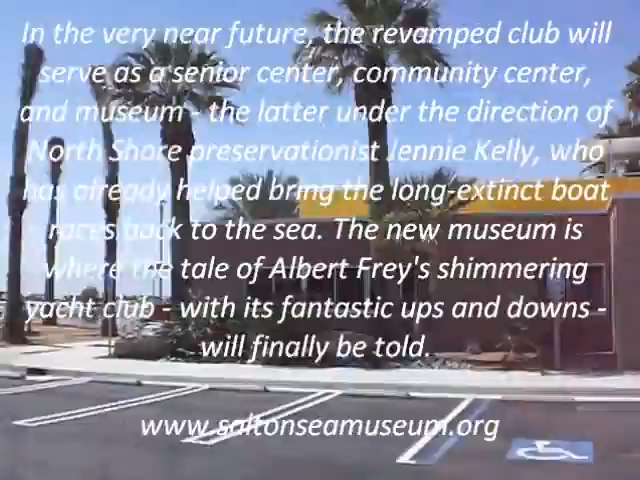 In the very near future, the revamped club will
serve as a senior center, community center,
and museum - the latter under the direction of
North Shore preservationist Jennie Kelly, who
has already helped bring the long-extinct boat
races back to the sea. The new museum is
where the tale of Albert Frey's shimmering
yacht club - with its fantastic ups and downs -
will finally be told.
www.saltonseamuseum.org